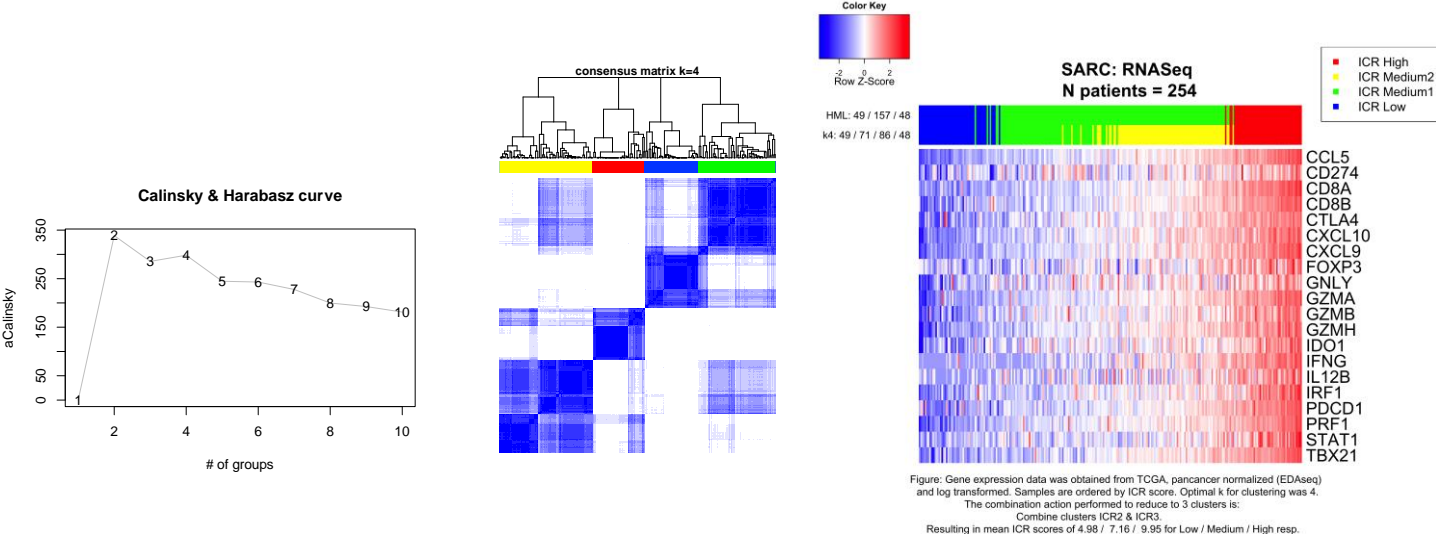 Calinsky & Harabasz curve
aCalinsky
350
250
150
50
0
1
2
3
4
5
6
7
8
9
10
2
4
6
8
10
# of groups
consensus matrix k=4
Color Key
-2
0
2
Row Z-Score
SARC: RNASeq
N patients = 254
ICR High
ICR Medium2
ICR Medium1
ICR Low
HML: 49 / 157 / 48
k4: 49 / 71 / 86 / 48
CCL5
CD274
CD8A
CD8B
CTLA4
CXCL10
CXCL9
FOXP3
GNLY
GZMA
GZMB
GZMH
IDO1
IFNG
IL12B
IRF1
PDCD1
PRF1
STAT1
TBX21
Figure: Gene expression data was obtained from TCGA, pancancer normalized (EDAseq)
and log transformed. Samples are ordered by ICR score. Optimal k for clustering was 4.
The combination action performed to reduce to 3 clusters is:
Combine clusters ICR2 & ICR3.
Resulting in mean ICR scores of 4.98 / 7.16 / 9.95 for Low / Medium / High resp.